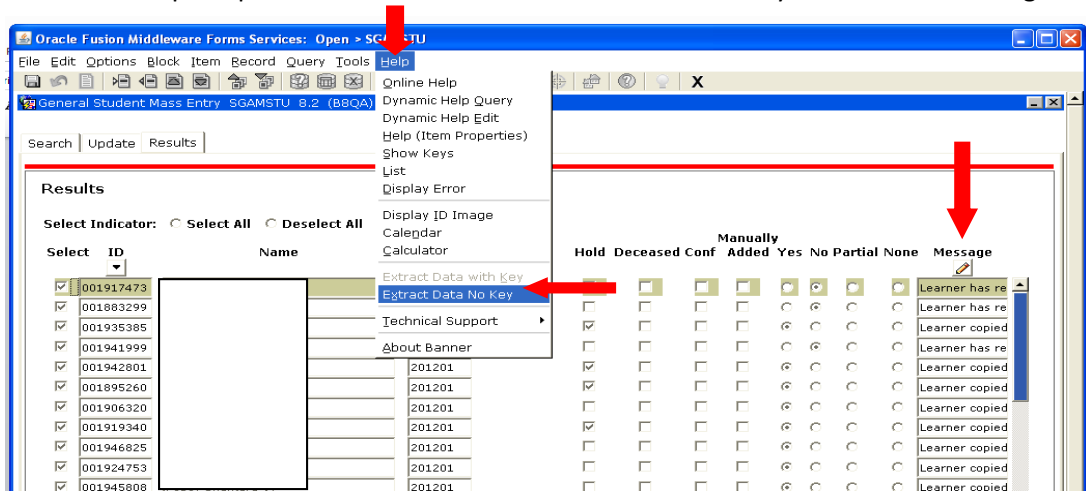 Oracle Fusion Middleware Forms Services: Open > SGAMSTU
File Edit Options Block Item Record Query Tools Help
X
General Student Mass Entry SGAMSTU 8.2 (B8QA)
Online Help
Dynamic Help Query
Dynamic Help Edit
Help (Item Properties)
Show Keys
List
Display Error
Display ID Image
Calendar
Calculator
Extract Data with Key
Extract Data No Key
Technical Support
About Banner
Search Update Results
Results
Select Indicator: Select All Deselect All
Manually
Select ID Name Hold Deceased Conf Added Yes No Partial None Message
001917473 Learner has re
001883299 Learner has re
001935385 Learner copied
001941999 Learner has re
001942801 201201 Learner copied
001895260 201201 Learner copied
001906320 201201 Learner copied
001919340 201201 Learner copied
001946825 201201 Learner copied
001924753 201201 Learner copied
001945808 201201 Learner copied